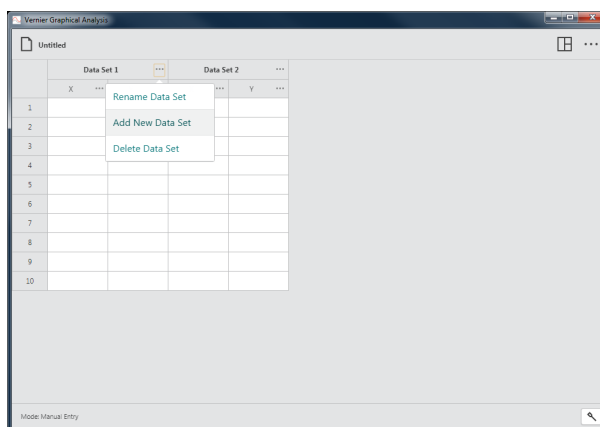 Vernier Graphical Analysis
Untitled
Data Set 1 ... Data Set 2 ...
X ... ... Y ...
Rename Data Set
Add New Data Set
Delete Data Set
1
2
3
4
5
6
7
8
9
10
Mode: Manual Entry